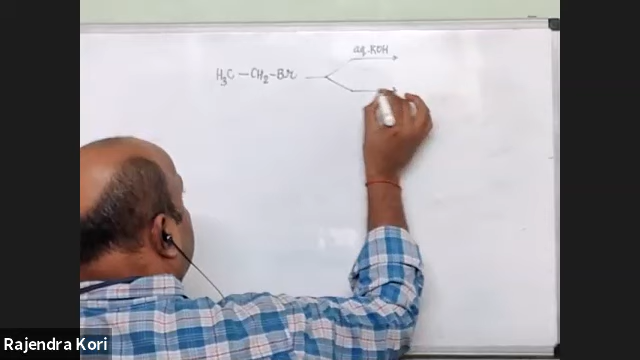 aq. KOH
H₃C — CH₂ – Br
Rajendra Kori